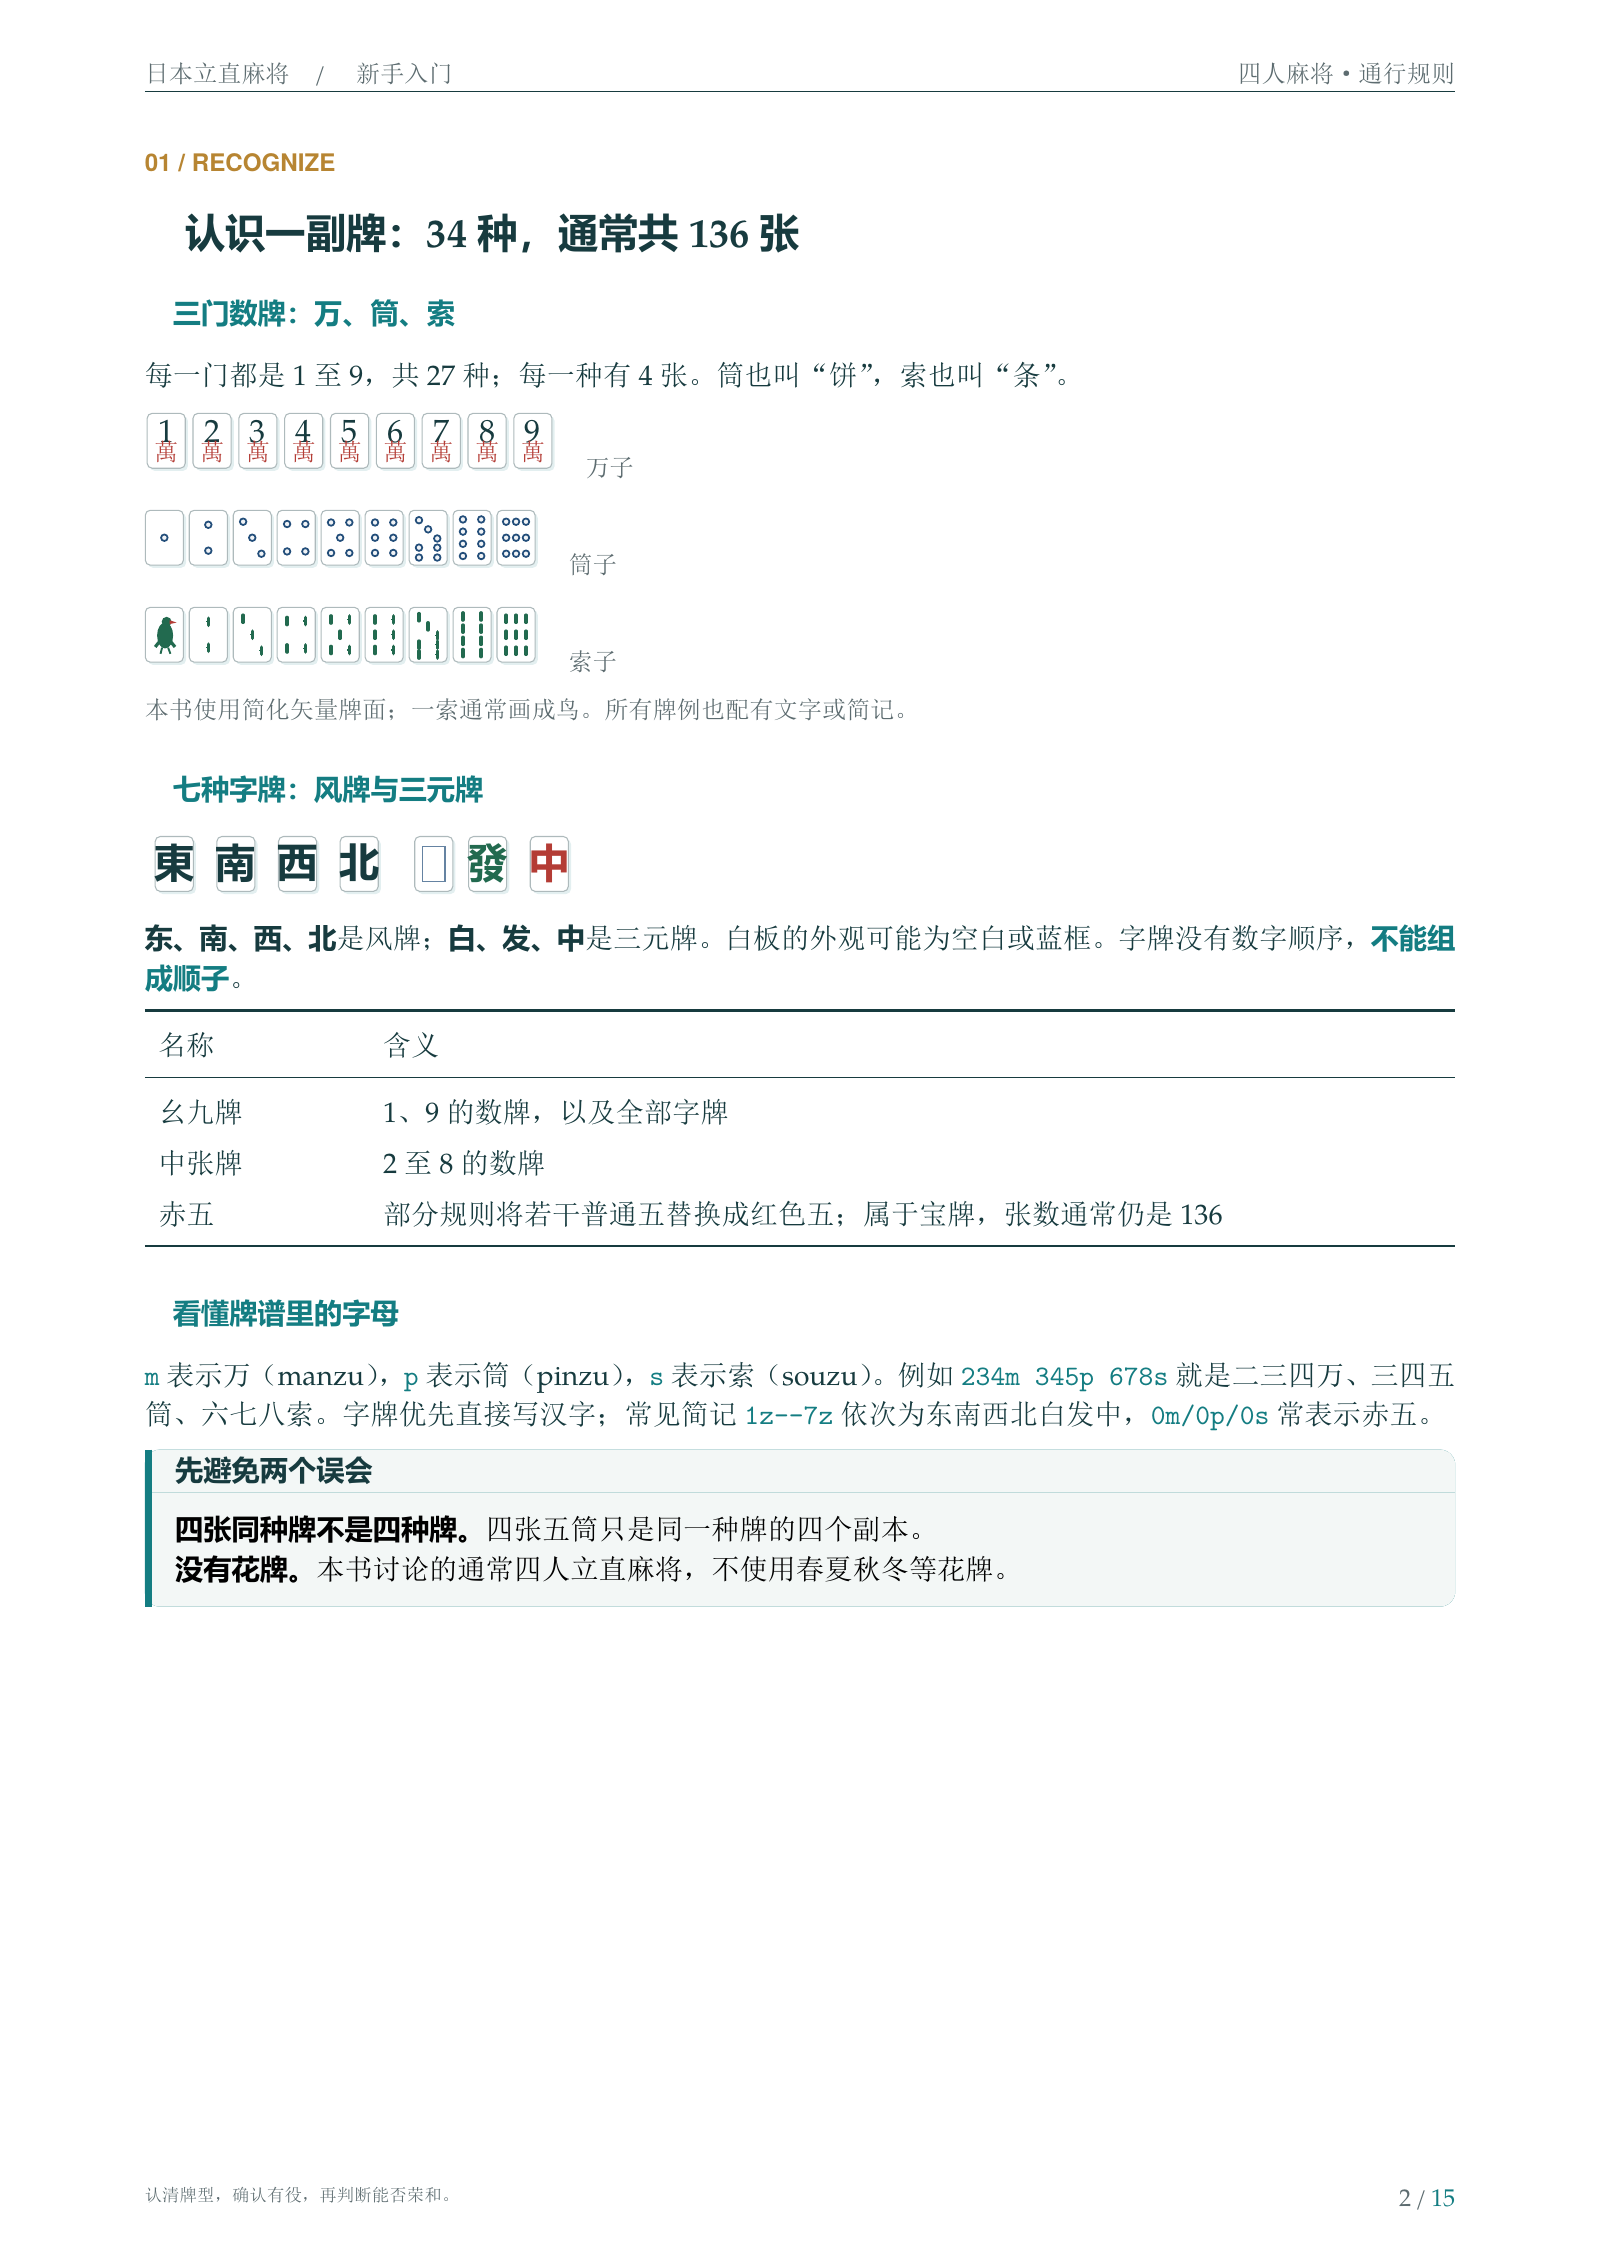 日本立直麻将 / 新手入门
四人麻将•通行规则
01 / RECOGNIZE
认识一副牌：34 种，通常共 136 张
三门数牌：万、筒、索
每一门都是 1 至 9，共 27 种；每一种有 4 张。筒也叫“饼”，索也叫“条”。
1 2 3 4 5 6 7 8 9
萬 萬 萬 萬 萬 萬 萬 萬 萬
万子
筒子
索子
本书使用简化矢量牌面；一索通常画成鸟。所有牌例也配有文字或简记。
七种字牌：风牌与三元牌
東 南 西 北 發 中
东、南、西、北是风牌；白、发、中是三元牌。白板的外观可能为空白或蓝框。字牌没有数字顺序，不能组
成顺子。
名称 含义
幺九牌 1、9 的数牌，以及全部字牌
中张牌 2 至 8 的数牌
赤五 部分规则将若干普通五替换成红色五；属于宝牌，张数通常仍是 136
看懂牌谱里的字母
m 表示万（manzu），p 表示筒（pinzu），s 表示索（souzu）。例如 234m 345p 678s 就是二三四万、三四五
筒、六七八索。字牌优先直接写汉字；常见简记 1z--7z 依次为东南西北白发中，0m/0p/0s 常表示赤五。
先避免两个误会
四张同种牌不是四种牌。四张五筒只是同一种牌的四个副本。
没有花牌。本书讨论的通常四人立直麻将，不使用春夏秋冬等花牌。
认清牌型，确认有役，再判断能否荣和。
2 / 15